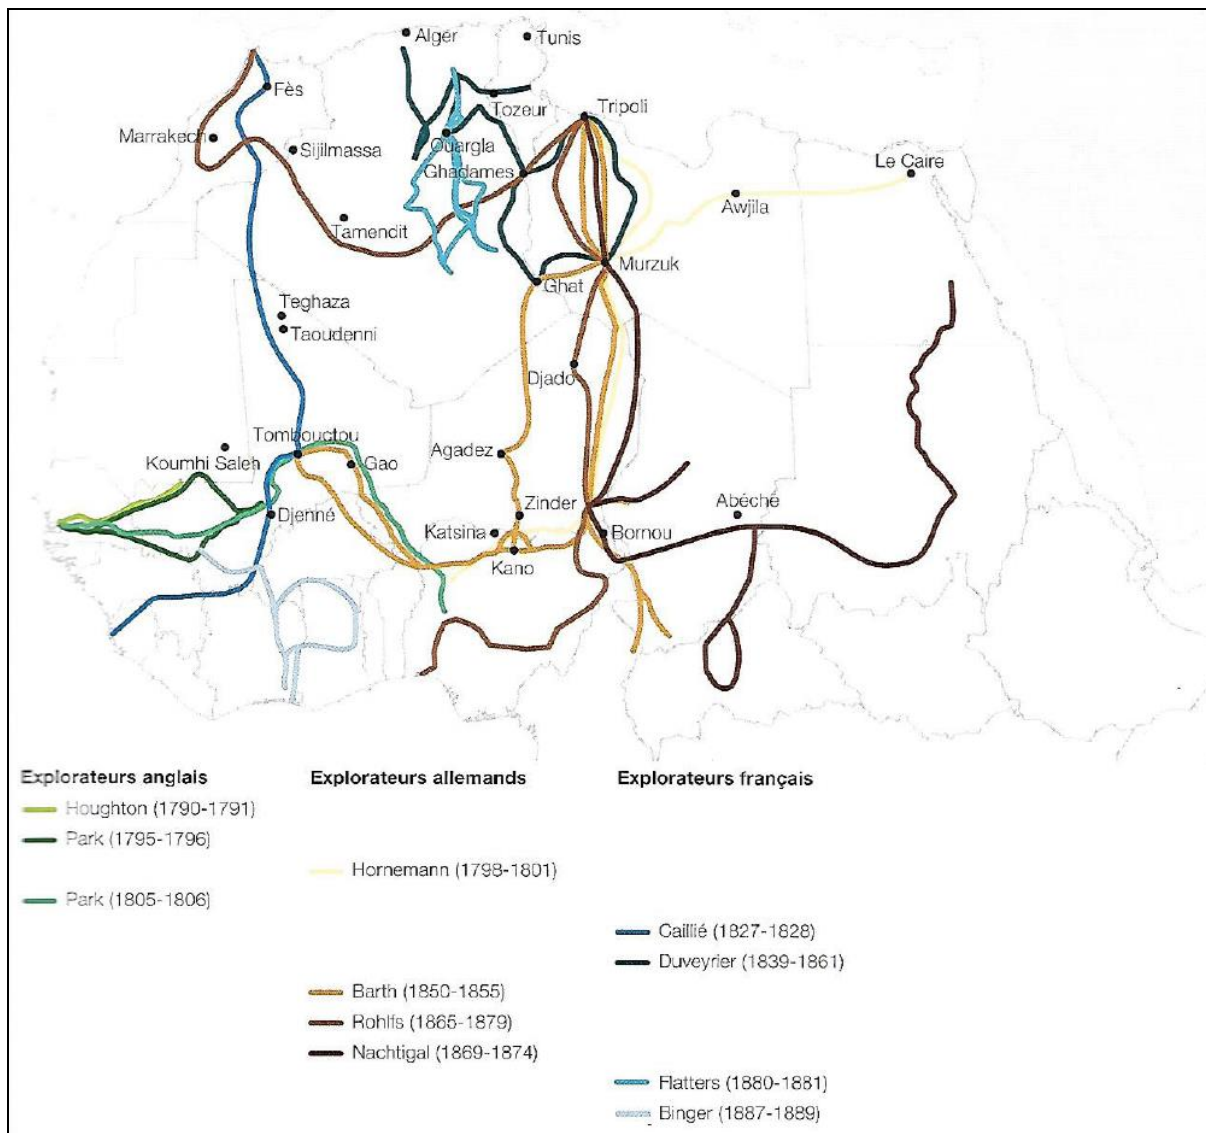 Alger
Tunis
Fès
Tozeur
Tripoli
Marrakech
Sijilmassa
Ouargla
Ghadames
Le Caire
Awjila
Tamendit
Murzuk
Ghat
Teghaza
Taoudenni
Djado
Tombouctou
Agadez
Koumhi Saleh
Gao
Zinder
Abéché
Djenné
Katsina
Bornou
Kano
Explorateurs anglais
Houghton (1790-1791)
Park (1795-1796)
Park (1805-1806)
Explorateurs allemands
Hornemann (1798-1801)
Barth (1850-1855)
Rohlfs (1865-1879)
Nachtigal (1869-1874)
Explorateurs français
Caillié (1827-1828)
Duveyrier (1839-1861)
Flatters (1880-1881)
Binger (1887-1889)